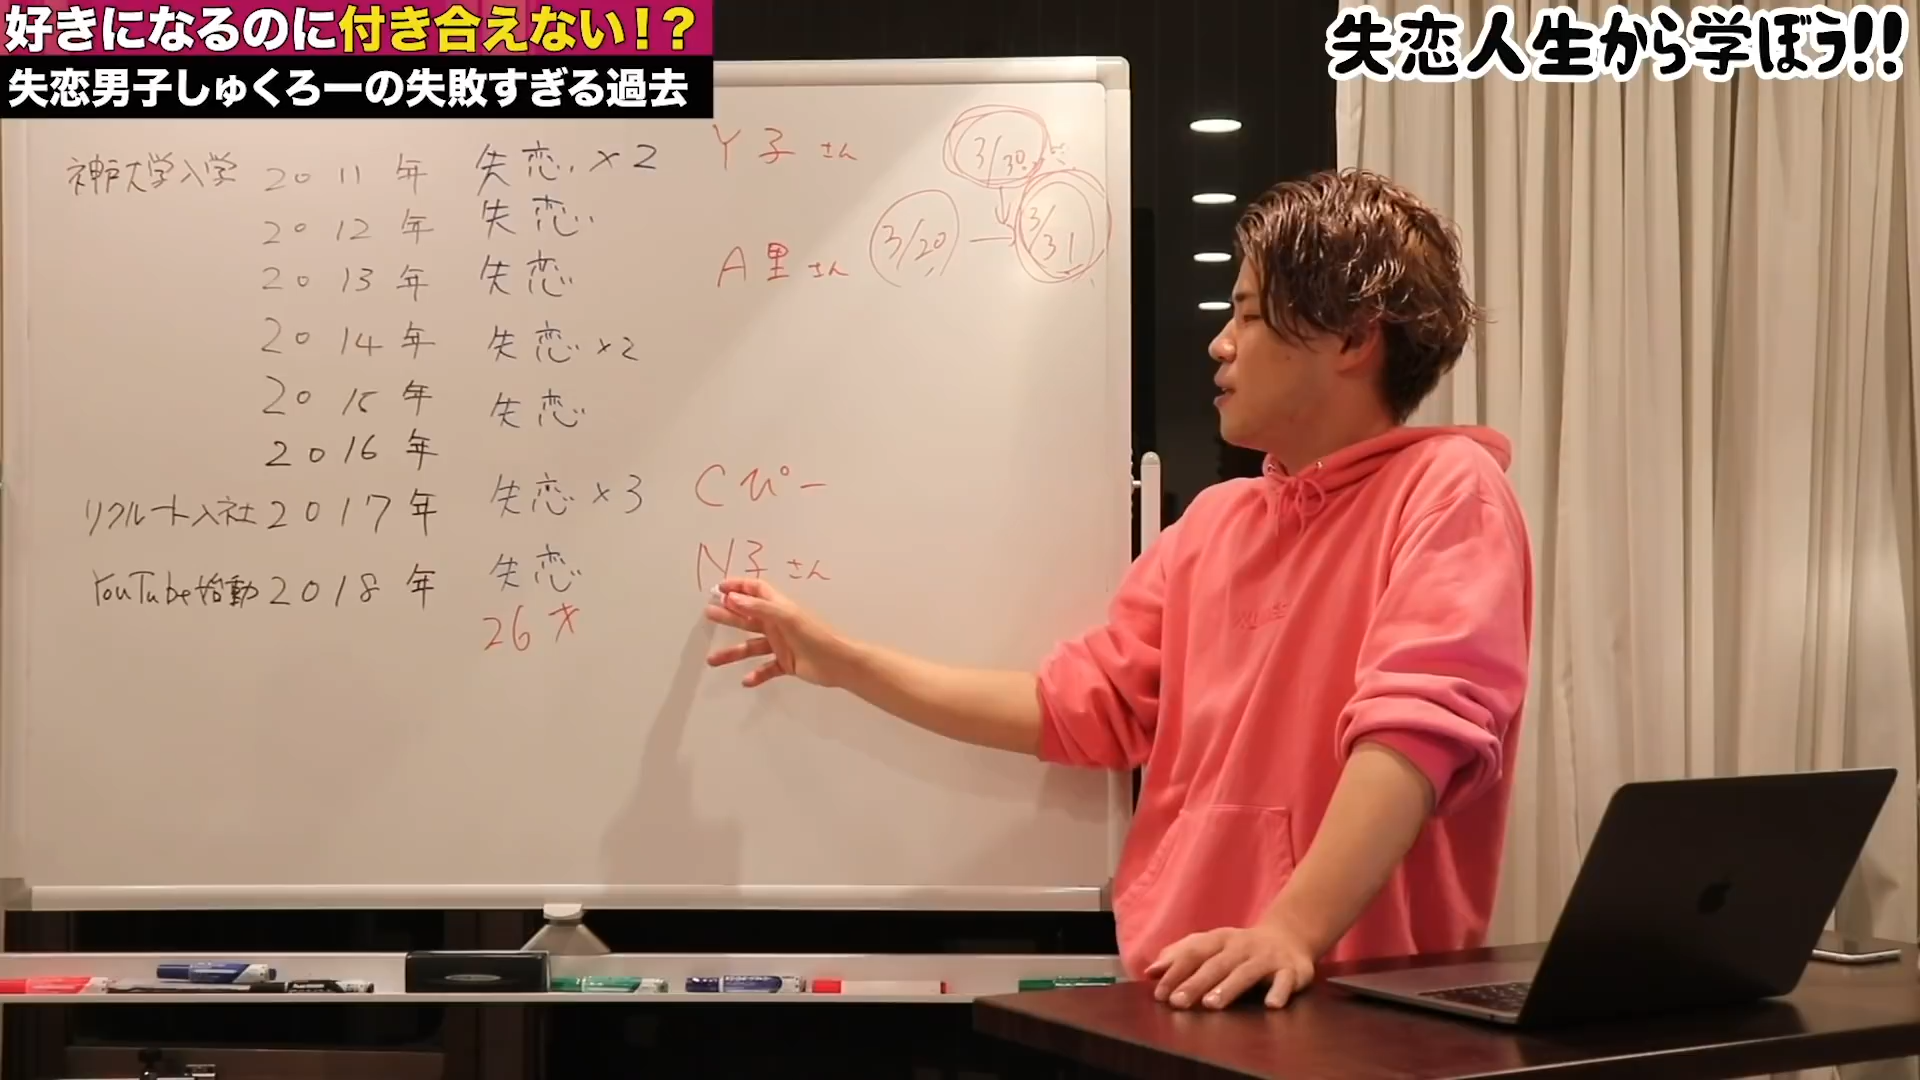 好きになるのに付き合えない!?
失恋男子しゅくろーの失敗すぎる過去
失恋人生から学ぼう!!
神戸大学入学 2011年 失恋 ×2 Y子さん 3/30
2012年 失恋
2013年 失恋 A里さん 3/20 → 3/31
2014年 失恋 ×2
2015年 失恋
2016年
リクルート入社 2017年 失恋 ×3 Cぴー
YouTube始動 2018年 失恋 N子さん
26才